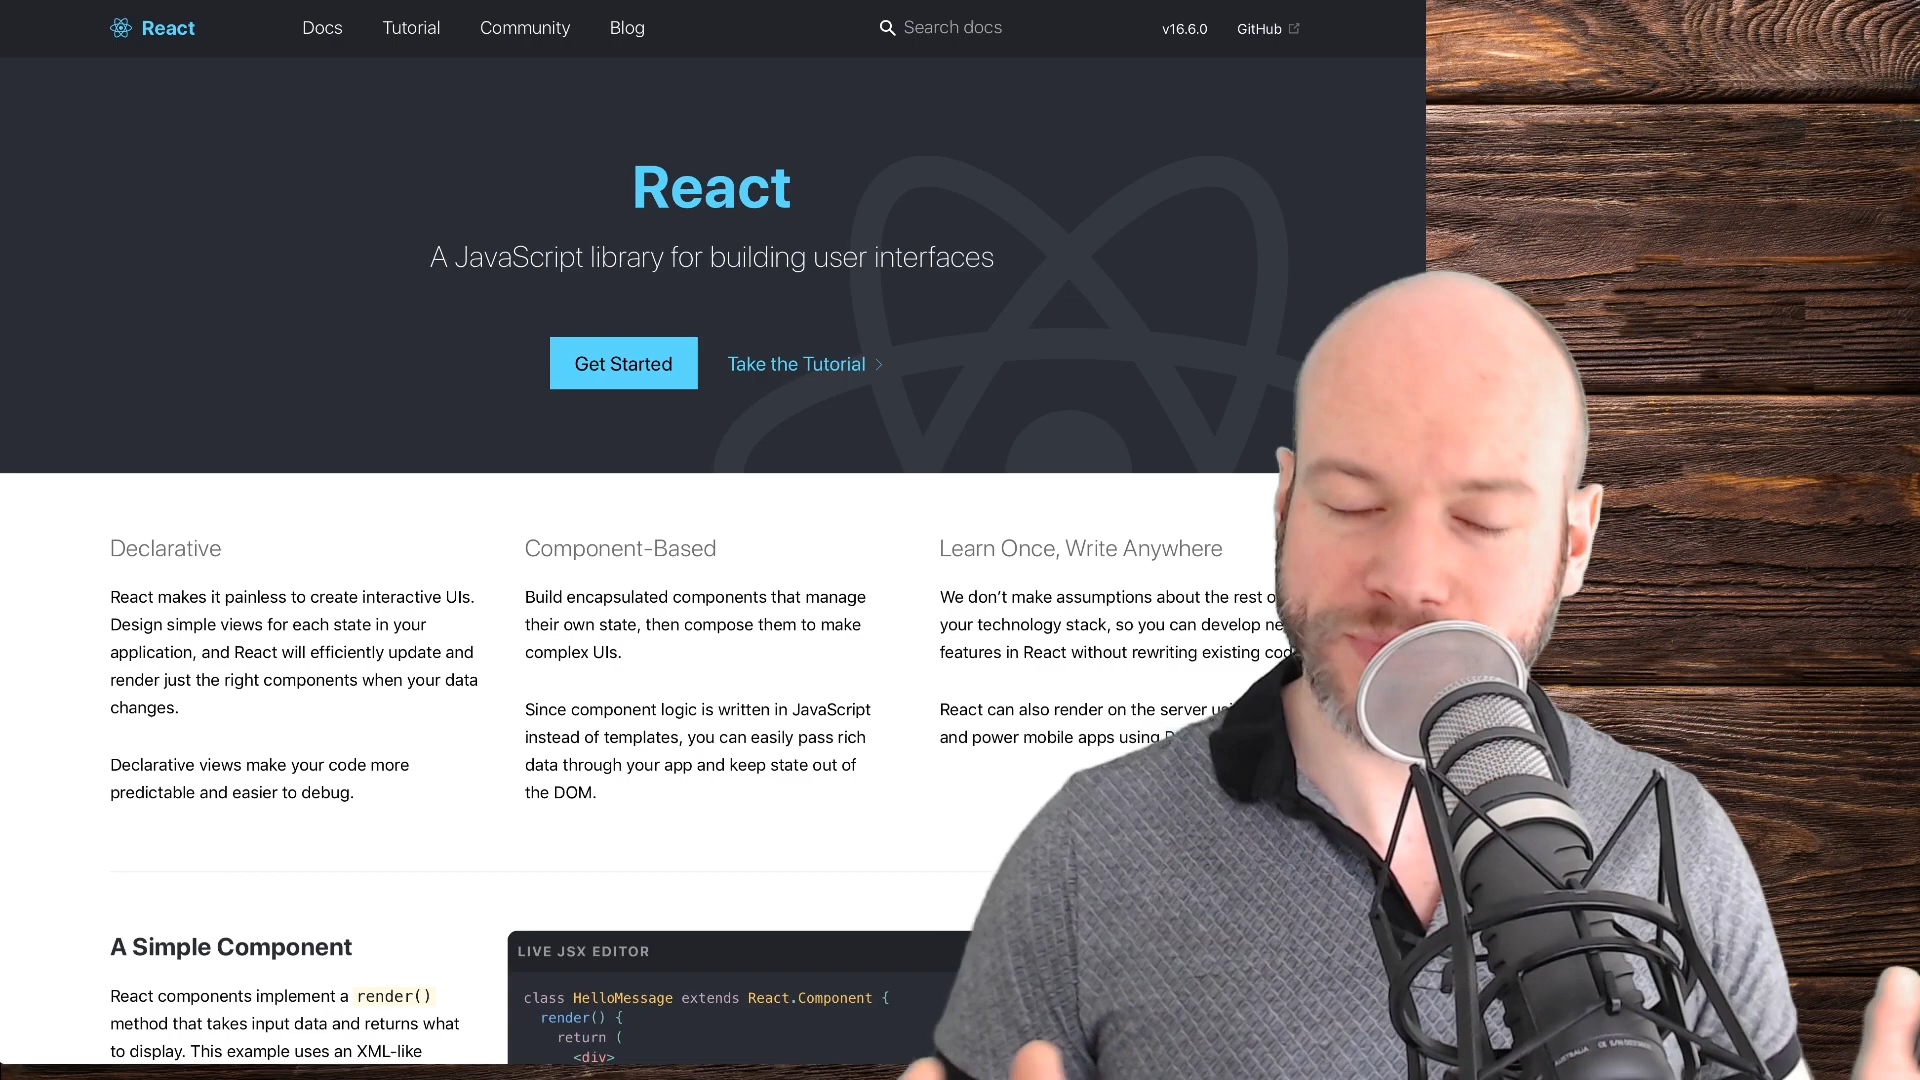 React
Docs
Tutorial
Community
Blog
Search docs
v16.6.0
GitHub
React
A JavaScript library for building user interfaces
Get Started
Take the Tutorial
Declarative
React makes it painless to create interactive UIs.
Design simple views for each state in your
application, and React will efficiently update and
render just the right components when your data
changes.
Declarative views make your code more
predictable and easier to debug.
Component-Based
Build encapsulated components that manage
their own state, then compose them to make
complex UIs.
Since component logic is written in JavaScript
instead of templates, you can easily pass rich
data through your app and keep state out of
the DOM.
Learn Once, Write Anywhere
We don’t make assumptions about the rest
your technology stack, so you can develop
features in React without rewriting existing
React can also render on the server
and power mobile apps using
A Simple Component
React components implement a render()
method that takes input data and returns what
to display. This example uses an XML-like
LIVE JSX EDITOR
class HelloMessage extends React.Component {
render() {
return (
<div>
AUSTRALIA CE